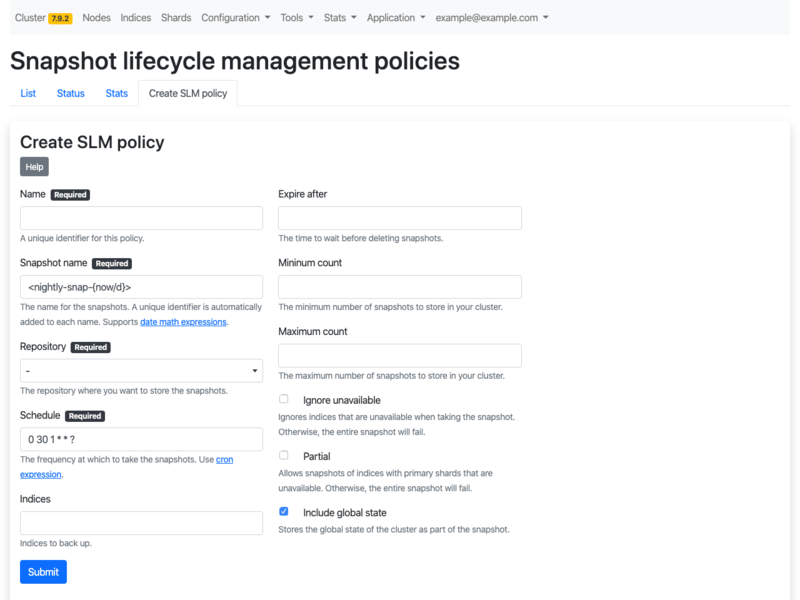 Cluster 7.9.2 Nodes Indices Shards Configuration Tools Stats Application example@example.com
Snapshot lifecycle management policies
List Status Stats Create SLM policy
Create SLM policy
Help
Name Required
A unique identifier for this policy.
Snapshot name Required
<nightly-snap-{now/d}>
The name for the snapshots. A unique identifier is automatically
added to each name. Supports date math expressions.
Repository Required
-
The repository where you want to store the snapshots.
Schedule Required
0 30 1 * * ?
The frequency at which to take the snapshots. Use cron
expression.
Indices
Indices to back up.
Submit
Expire after
The time to wait before deleting snapshots.
Mininum count
The minimum number of snapshots to store in your cluster.
Maximum count
The maximum number of snapshots to store in your cluster.
Ignore unavailable
Ignores indices that are unavailable when taking the snapshot.
Otherwise, the entire snapshot will fail.
Partial
Allows snapshots of indices with primary shards that are
unavailable. Otherwise, the entire snapshot will fail.
Include global state
Stores the global state of the cluster as part of the snapshot.